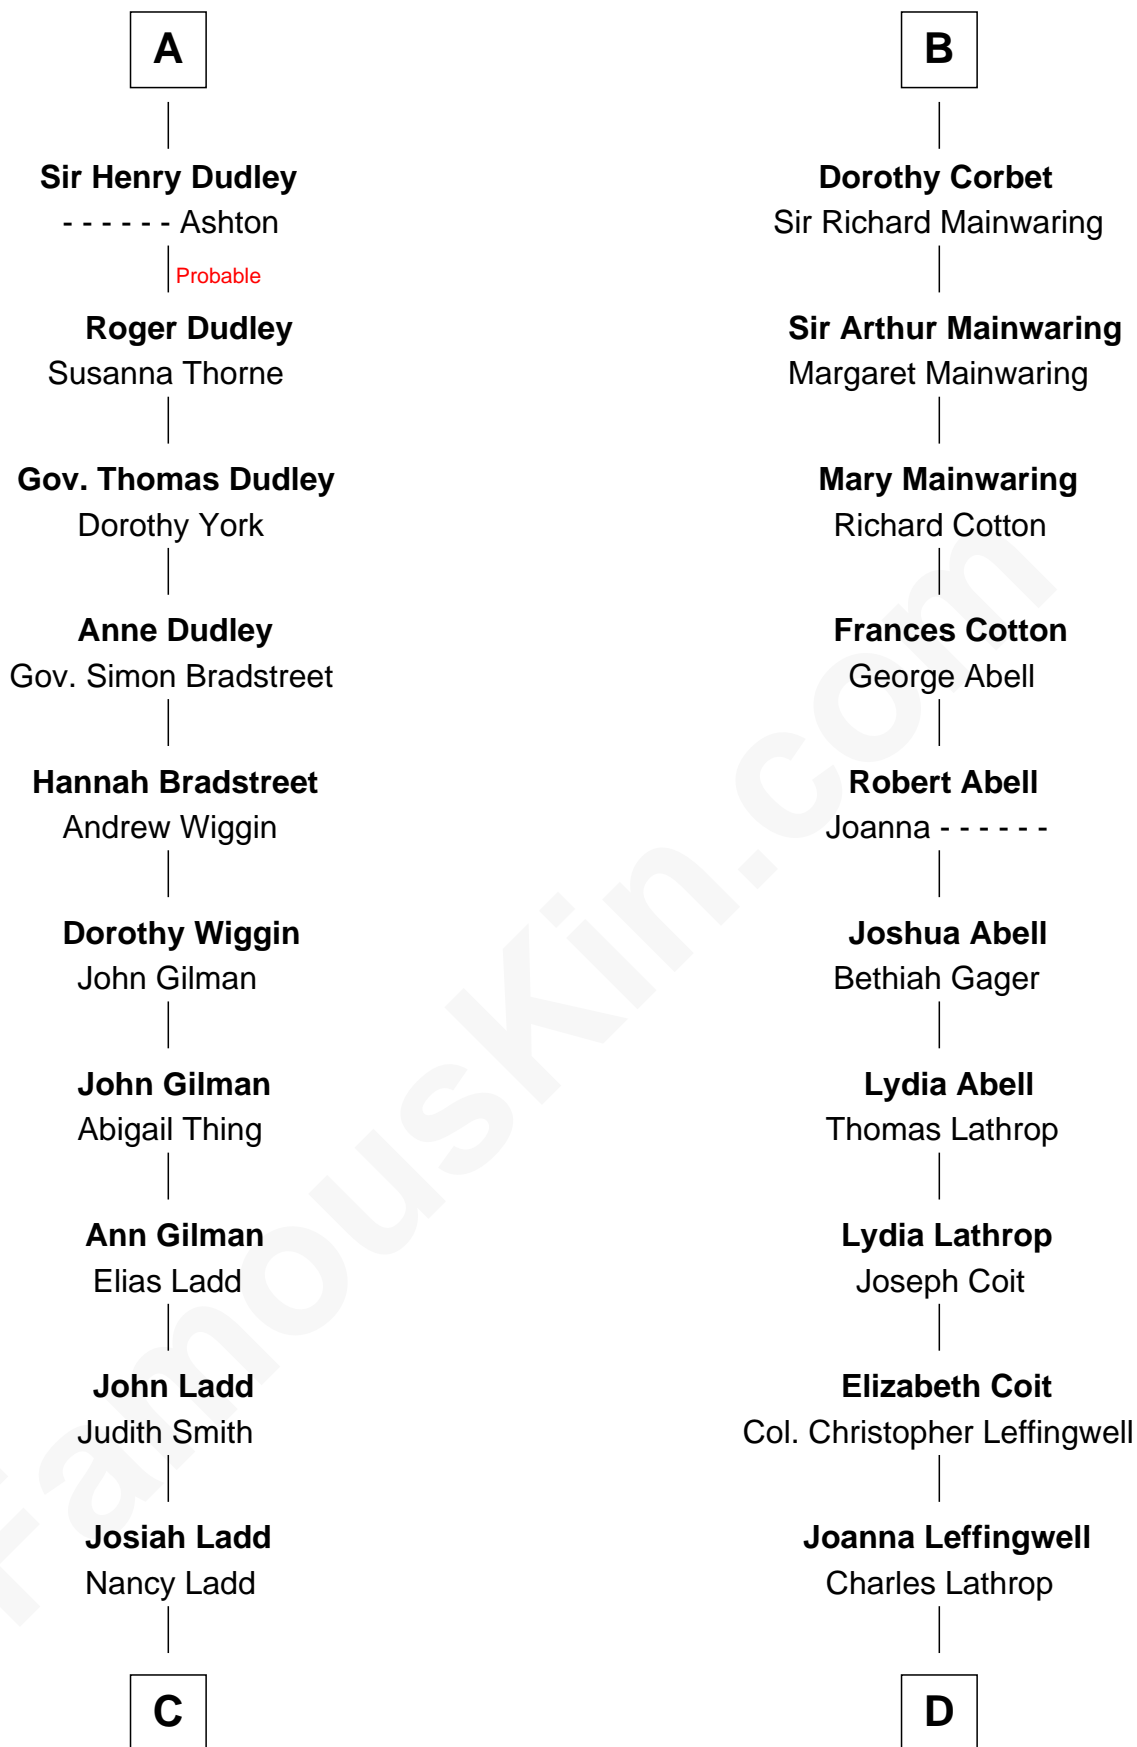 A
Sir Henry Dudley
- - - - - - Ashton
Probable
Roger Dudley
Susanna Thorne
Gov. Thomas Dudley
Dorothy York
Anne Dudley
Gov. Simon Bradstreet
Hannah Bradstreet
Andrew Wiggin
Dorothy Wiggin
John Gilman
John Gilman
Abigail Thing
Ann Gilman
Elias Ladd
John Ladd
Judith Smith
Josiah Ladd
Nancy Ladd
C
B
Dorothy Corbet
Sir Richard Mainwaring
Sir Arthur Mainwaring
Margaret Mainwaring
Mary Mainwaring
Richard Cotton
Frances Cotton
George Abell
Robert Abell
Joanna - - - - - -
Joshua Abell
Bethiah Gager
Lydia Abell
Thomas Lathrop
Lydia Lathrop
Joseph Coit
Elizabeth Coit
Col. Christopher Leffingwell
Joanna Leffingwell
Charles Lathrop
D
FamousKin.com